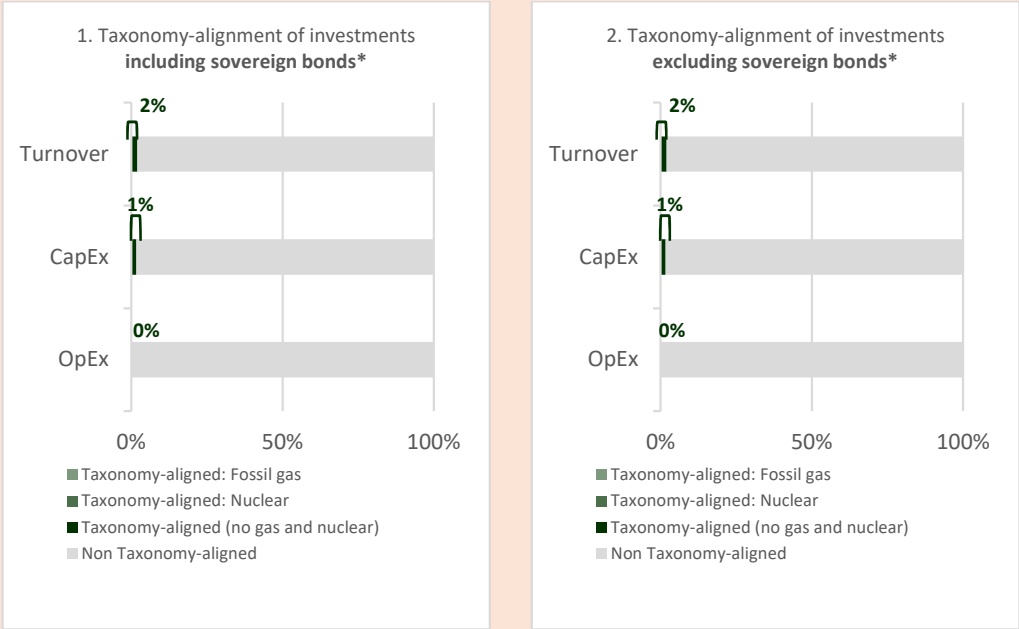 1. Taxonomy-alignment of investments
including sovereign bonds*
2%
Turnover
1%
CapEx
0%
OpEx
0%
50%
100%
Taxonomy-aligned: Fossil gas
Taxonomy-aligned: Nuclear
Taxonomy-aligned (no gas and nuclear)
Non Taxonomy-aligned
2. Taxonomy-alignment of investments
excluding sovereign bonds*
2%
Turnover
1%
CapEx
0%
OpEx
0%
50%
100%
Taxonomy-aligned: Fossil gas
Taxonomy-aligned: Nuclear
Taxonomy-aligned (no gas and nuclear)
Non Taxonomy-aligned